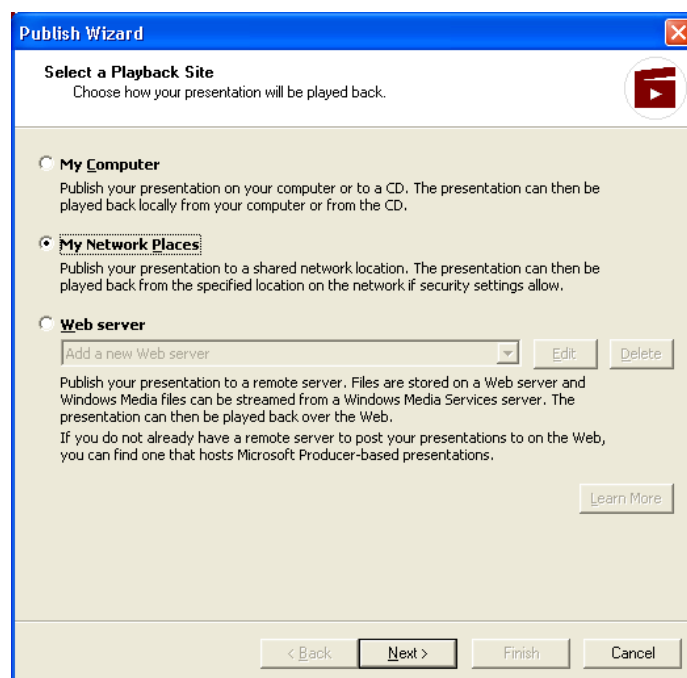 Publish Wizard
Select a Playback Site
Choose how your presentation will be played back.
My Computer
Publish your presentation on your computer or to a CD. The presentation can then be
played back locally from your computer or from the CD.
My Network Places
Publish your presentation to a shared network location. The presentation can then be
played back from the specified location on the network if security settings allow.
Web server
Add a new Web server
Edit
Delete
Publish your presentation to a remote server. Files are stored on a Web server and
Windows Media files can be streamed from a Windows Media Services server. The
presentation can then be played back over the Web.
If you do not already have a remote server to post your presentations to on the Web,
you can find one that hosts Microsoft Producer-based presentations.
Learn More
< Back
Next >
Finish
Cancel